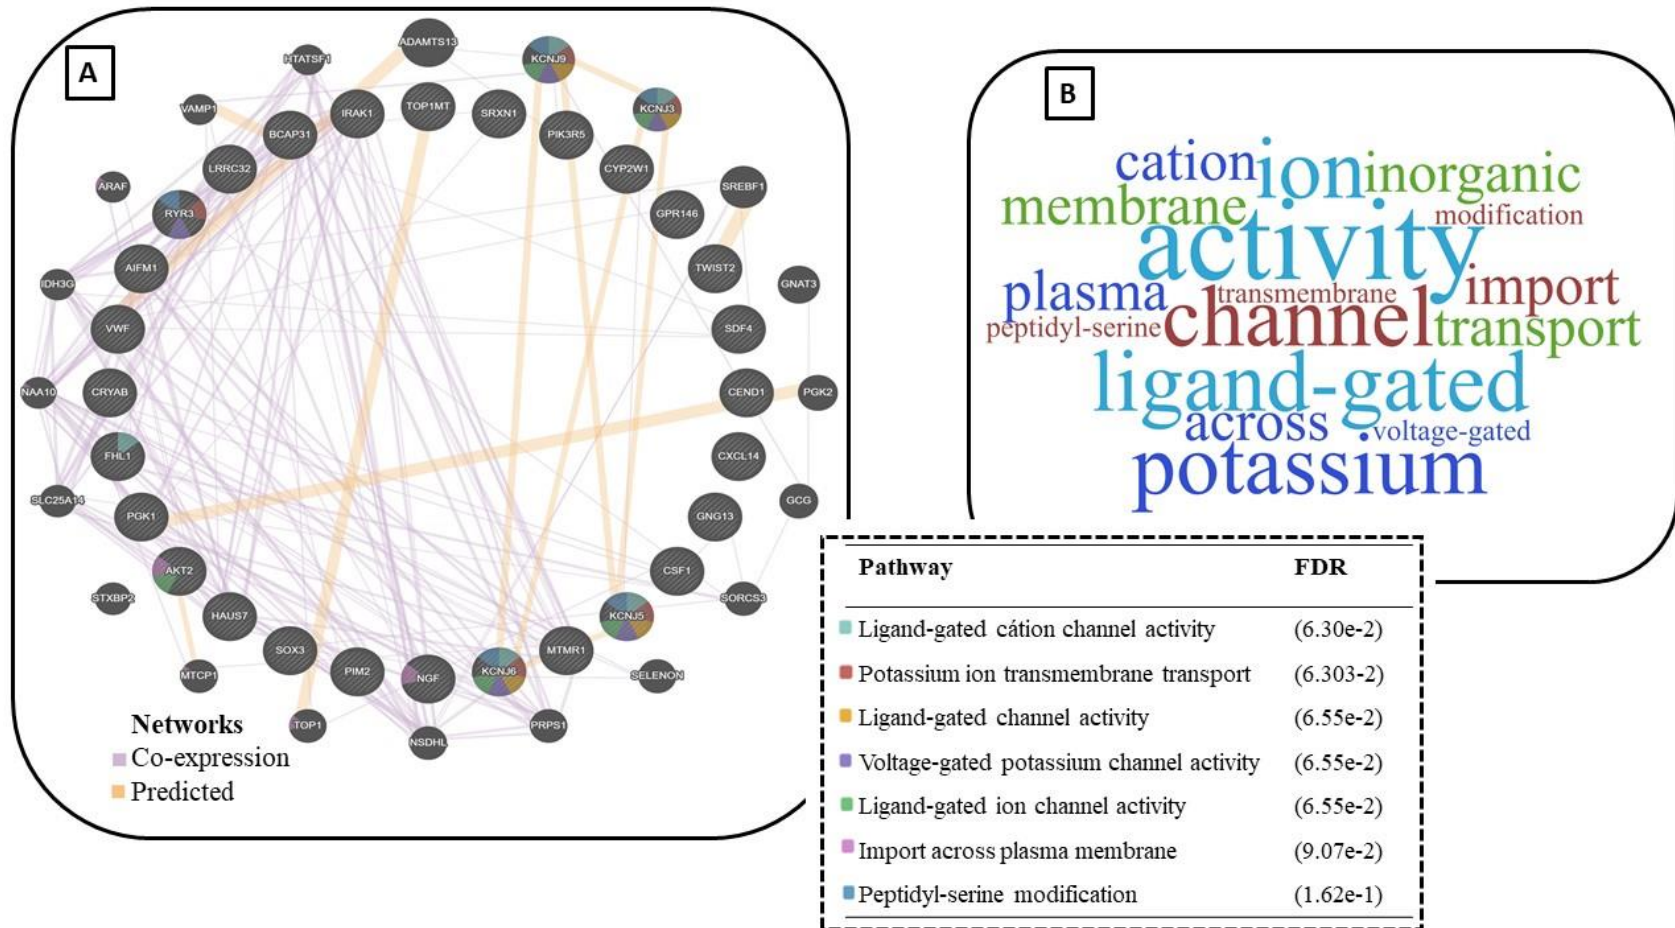 A
ADAMTS13
HTATSF1
KCNJ9
VAMP1
IRAK1
TOP1MT
SRXN1
KCNJ3
BCAP31
PIK3R5
LRRC32
CYP2W1
ARAF
SREBF1
RYR3
GPR146
AIFM1
TWIST2
IDH3G
GNAT3
VWF
SDF4
NAA10
CRYAB
CEND1
PGK2
FHL1
CXCL14
SLC25A14
GCG
PGK1
GNG13
AKT2
CSF1
STXBP2
SORCS3
HAUS7
KCNJ5
SOX3
MTMR1
MTCP1
PIM2
NGF
KCNJ6
SELENON
TOP1
PRPS1
NSDHL
Networks
Co-expression
Predicted
B
cation ion inorganic
membrane modification
activity
plasma transmembrane import
peptidyl-serine channel transport
ligand-gated
across voltage-gated
potassium
Pathway FDR
Ligand-gated cátion channel activity (6.30e-2)
Potassium ion transmembrane transport (6.303-2)
Ligand-gated channel activity (6.55e-2)
Voltage-gated potassium channel activity (6.55e-2)
Ligand-gated ion channel activity (6.55e-2)
Import across plasma membrane (9.07e-2)
Peptidyl-serine modification (1.62e-1)